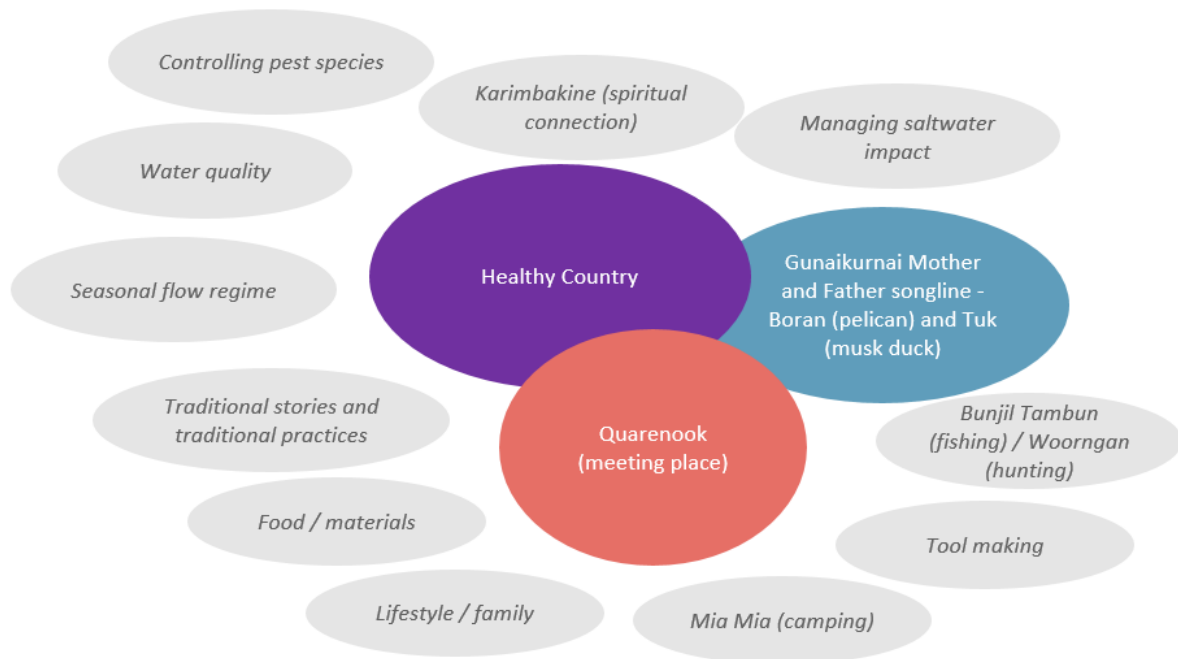 Controlling pest species
Karimbakine (spiritual
connection)
Managing saltwater
impact
Water quality
Healthy Country
Gunaikurnai Mother
and Father songline -
Boran (pelican) and Tuk
(musk duck)
Seasonal flow regime
Traditional stories and
traditional practices
Quarenook
(meeting place)
Bunjil Tambun
(fishing) / Woorngan
(hunting)
Food / materials
Tool making
Lifestyle / family
Mia Mia (camping)